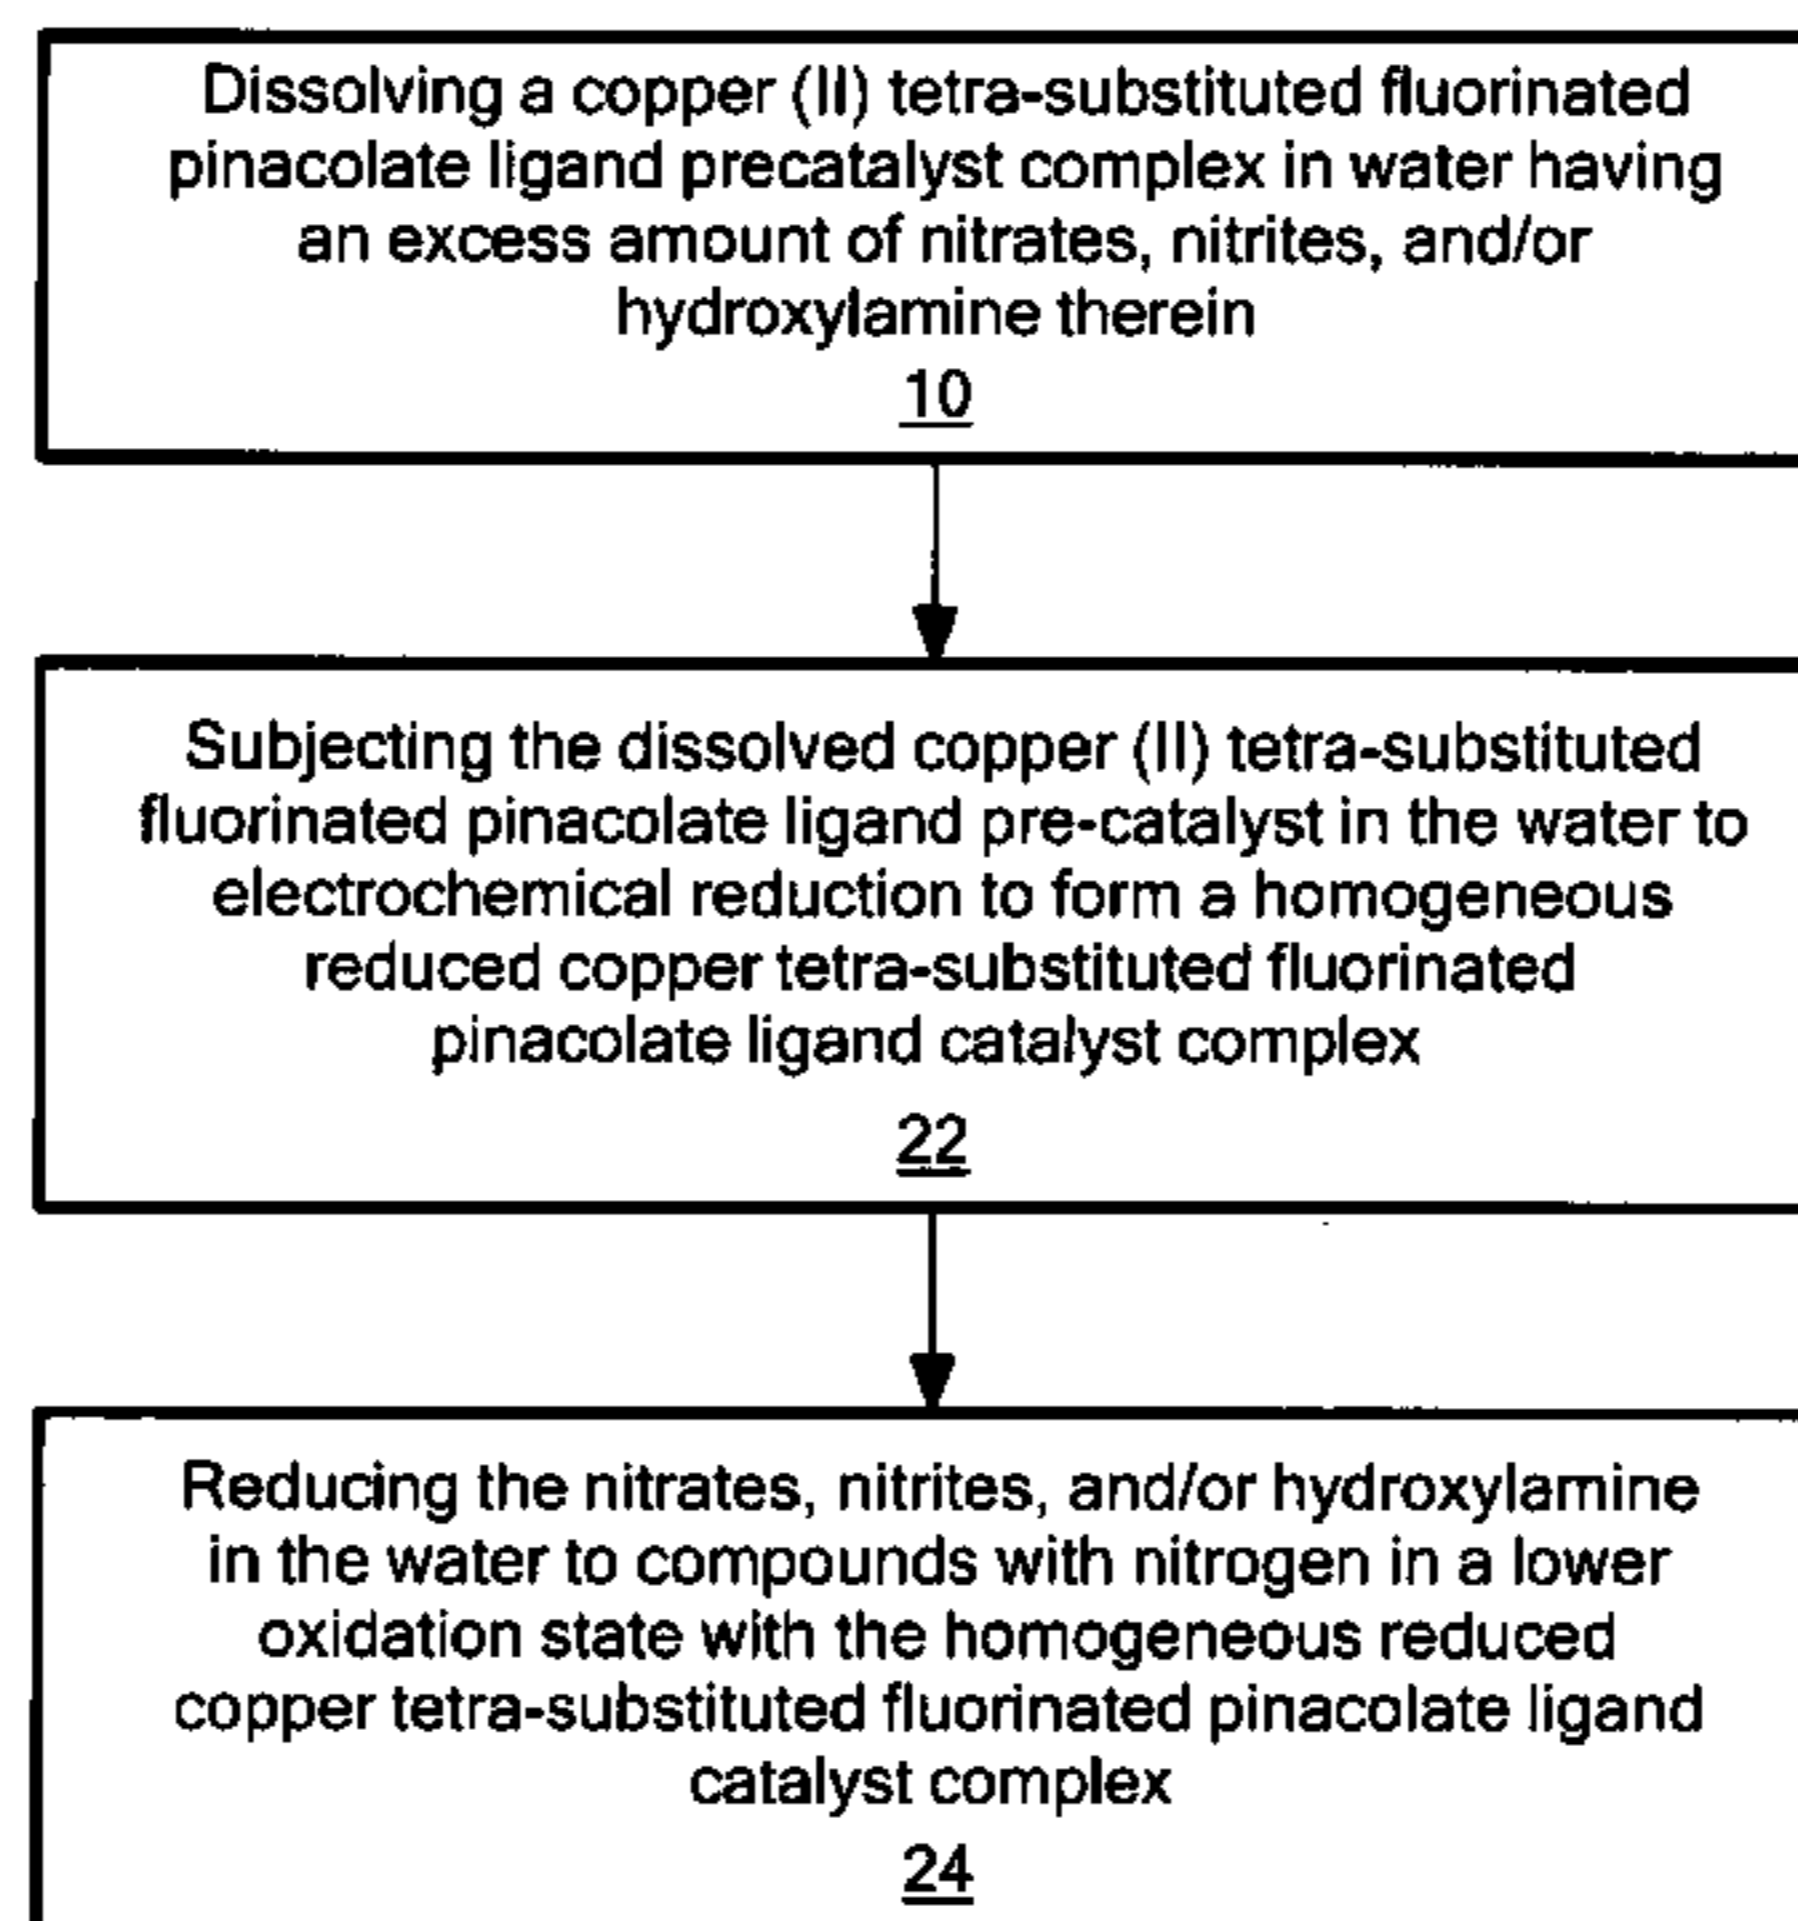 Dissolving a copper (II) tetra-substituted fluorinated
pinacolate ligand precatalyst complex in water having
an excess amount of nitrates, nitrites, and/or
hydroxylamine therein
10
Subjecting the dissolved copper (II) tetra-substituted
fluorinated pinacolate ligand pre-catalyst in the water to
electrochemical reduction to form a homogeneous
reduced copper tetra-substituted fluorinated
pinacolate ligand catalyst complex
22
Reducing the nitrates, nitrites, and/or hydroxylamine
in the water to compounds with nitrogen in a lower
oxidation state with the homogeneous reduced
copper tetra-substituted fluorinated pinacolate ligand
catalyst complex
24